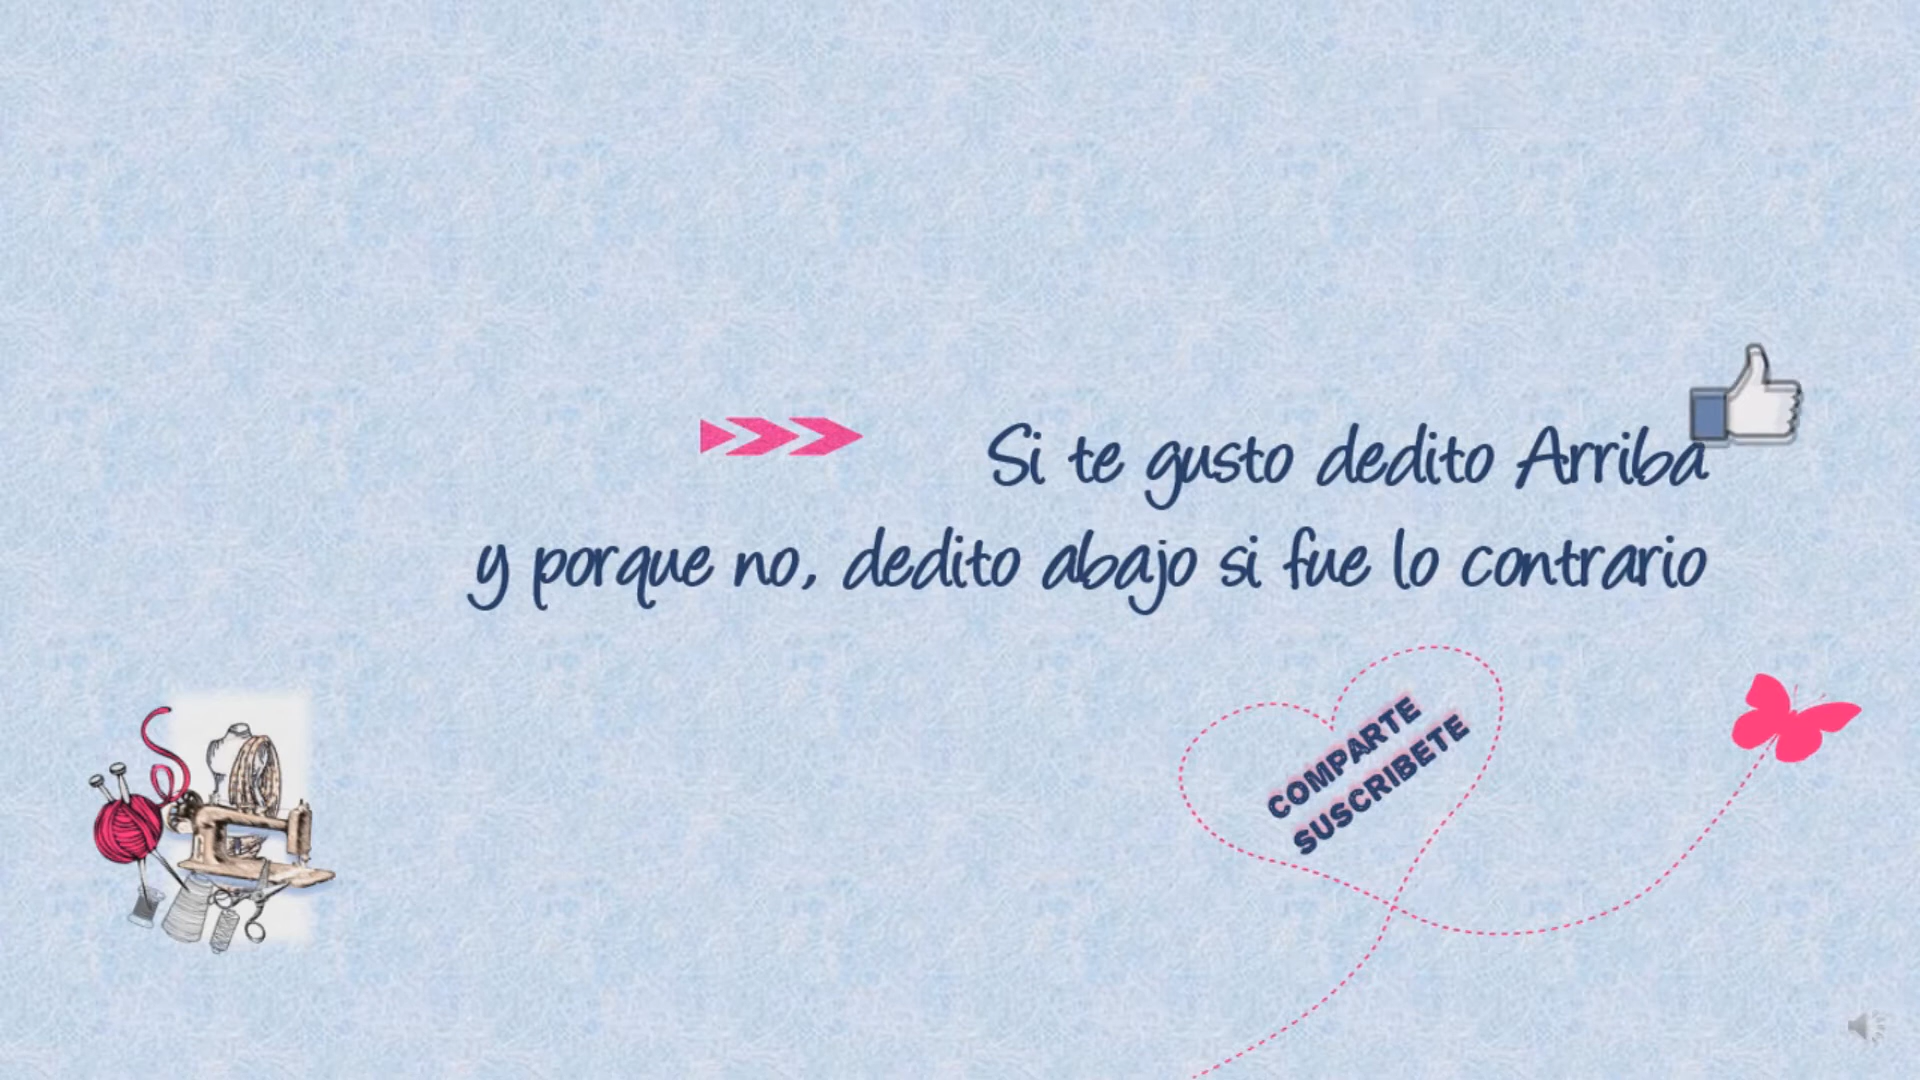 Si te gusto dedito Arriba
y porque no, dedito abajo si fue lo contrario
COMPARTE
SUSCRIBETE